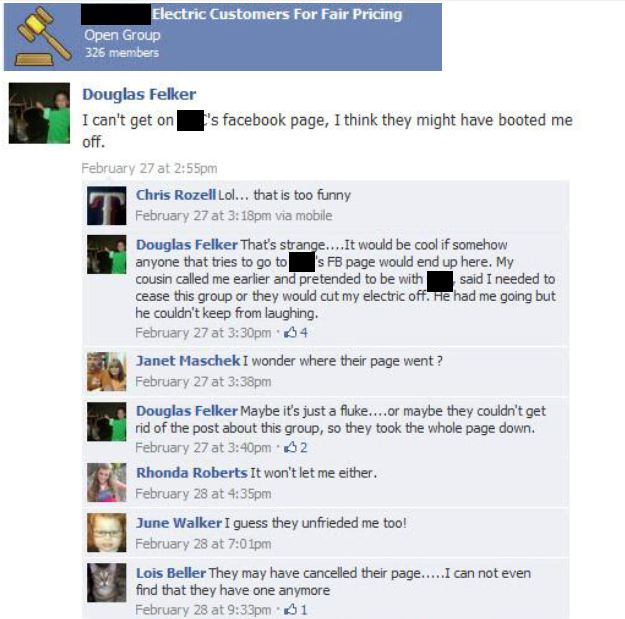 Electric Customers For Fair Pricing
Open Group
326 members
Douglas Felker
I can't get on 's facebook page, I think they might have booted me
off.
February 27 at 2:55pm
Chris Rozell Lol... that is too funny
February 27 at 3:18pm via mobile
Douglas Felker That's strange....It would be cool if somehow
anyone that tries to go to 's FB page would end up here. My
cousin called me earlier and pretended to be with , said I needed to
cease this group or they would cut my electric off. He had me going but
he couldn't keep from laughing.
February 27 at 3:30pm · 4
Janet Maschek I wonder where their page went ?
February 27 at 3:38pm
Douglas Felker Maybe it's just a fluke....or maybe they couldn't get
rid of the post about this group, so they took the whole page down.
February 27 at 3:40pm · 2
Rhonda Roberts It won't let me either.
February 28 at 4:35pm
June Walker I guess they unfrieded me too!
February 28 at 7:01pm
Lois Beller They may have cancelled their page.....I can not even
find that they have one anymore
February 28 at 9:33pm · 1